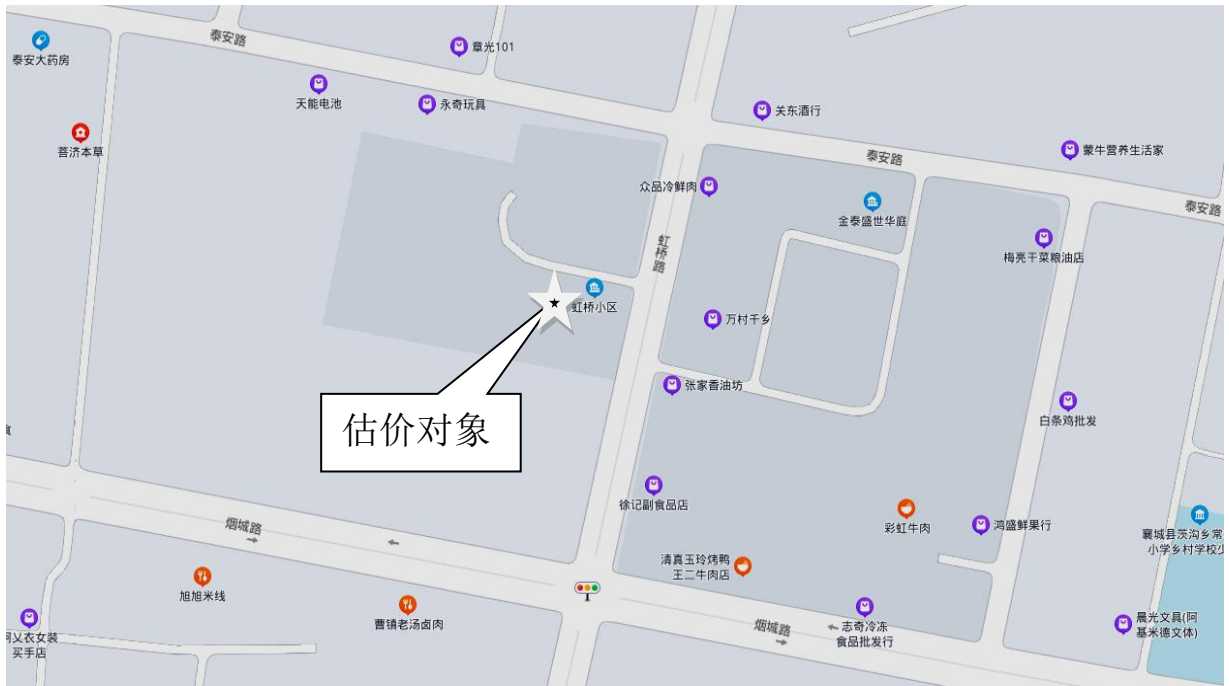 泰安路
章光101
泰安大药房
天能电池
永奇玩具
关东酒行
菩济本草
蒙牛营养生活家
泰安路
众品冷鲜肉
金泰盛世华庭
泰安路
虹桥路
梅亮干菜粮油店
虹桥小区
万村千乡
张家香油坊
估价对象
白条鸡批发
徐记副食品店
烟城路
彩虹牛肉
鸿盛鲜果行
襄城县茨沟乡常
小学乡村学校少
清真玉玲烤鸭
王二牛肉店
旭旭米线
曹镇老汤卤肉
烟城路
志奇冷冻
食品批发行
晨光文具(阿
基米德文体)
阿乂衣女装
买手店